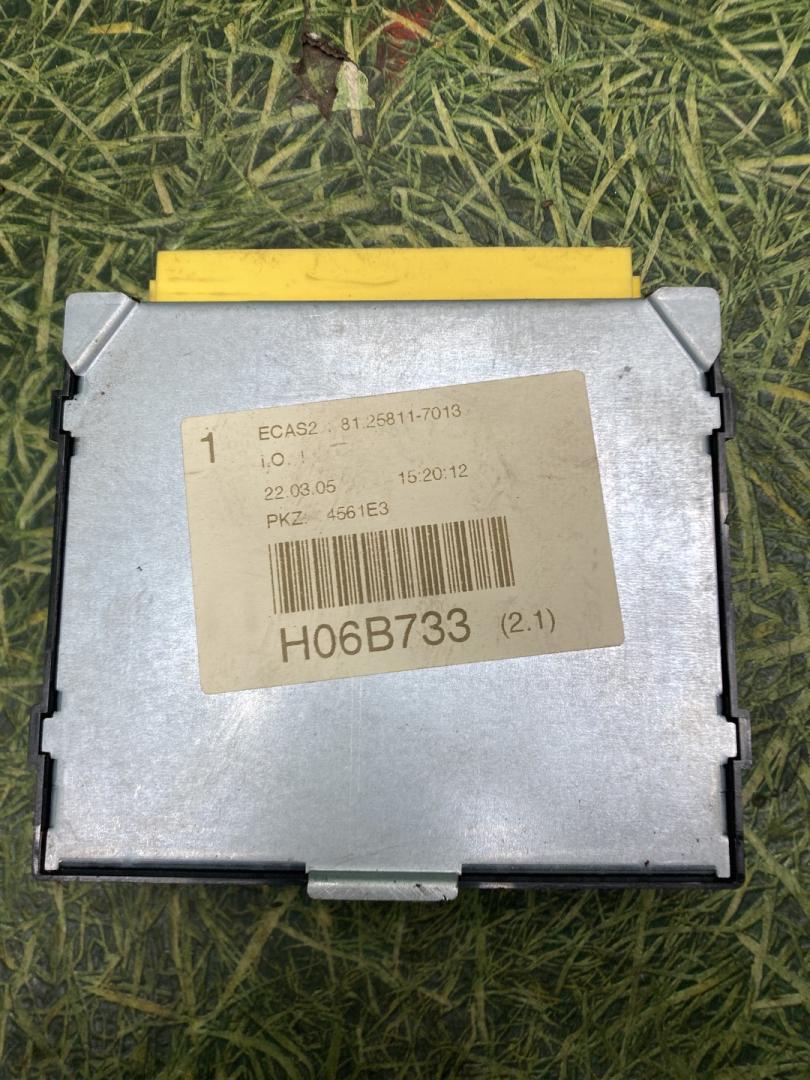 1
ECAS2 : 81.25811-7013
i.O. !
22.03.05 15:20:12
PKZ: 4561E3
H06B733 (2.1)